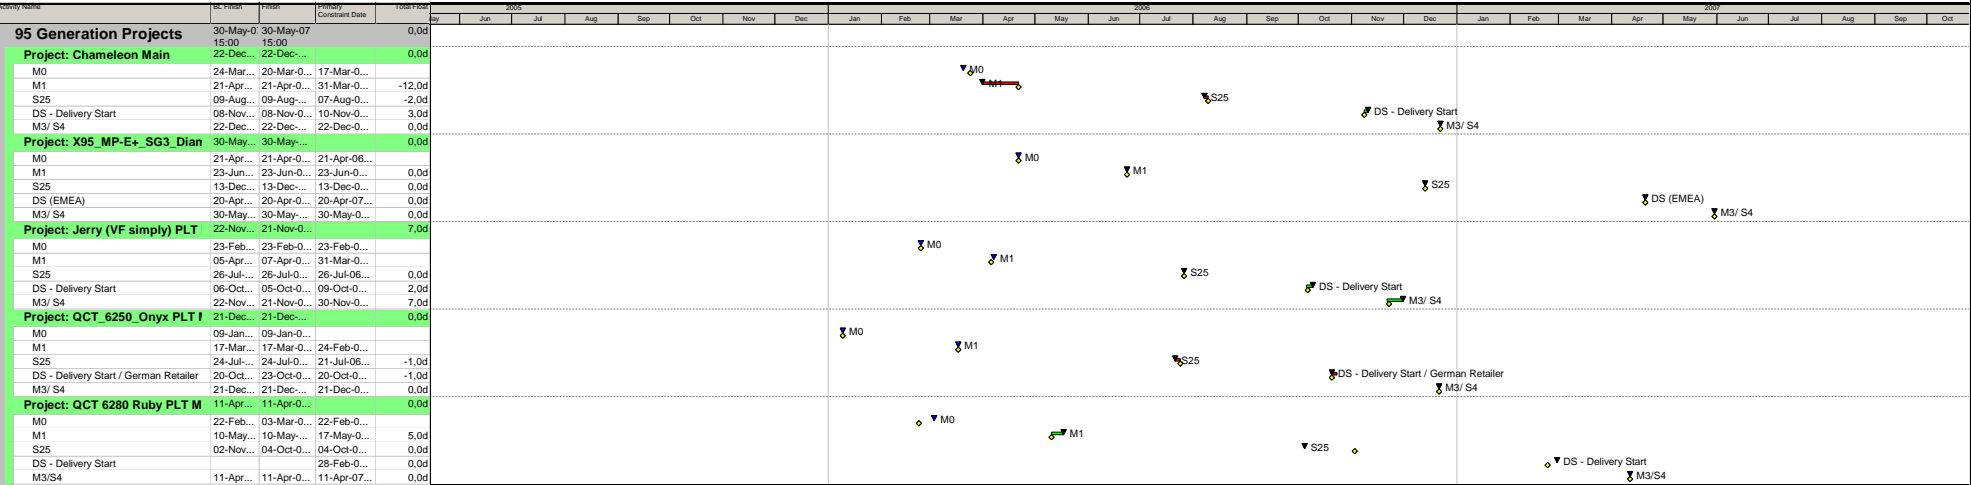 Activity Name BL Finish Finish Primary Constraint Date Total Float
2005 2006 2007
Jun Jul Aug Sep Oct Nov Dec Jan Feb Mar Apr May Jun Jul Aug Sep Oct Nov Dec Jan Feb Mar Apr May Jun Jul Aug Sep Oct
95 Generation Projects 30-May-0 30-May-07 0,0d
15:00 15:00
Project: Chameleon Main 22-Dec... 22-Dec-... 0,0d
M0 24-Mar... 20-Mar-0... 17-Mar-0... M0
M1 21-Apr... 21-Apr-0... 31-Mar-0... -12,0d M1
S25 09-Aug... 09-Aug... 07-Aug-0... -2,0d S25
DS - Delivery Start 08-Nov... 08-Nov-0... 10-Nov-0... 3,0d DS - Delivery Start
M3/ S4 22-Dec... 22-Dec-... 22-Dec-0... 0,0d M3/ S4
Project: X95_MP-E+_SG3_Diam 30-May... 30-May-... 0,0d
M0 21-Apr... 21-Apr-0... 21-Apr-06... M0
M1 23-Jun... 23-Jun-0... 23-Jun-0... 0,0d M1
S25 13-Dec... 13-Dec-... 13-Dec-0... 0,0d S25
DS (EMEA) 20-Apr... 20-Apr-0... 20-Apr-07... 0,0d DS (EMEA)
M3/ S4 30-May... 30-May-... 30-May-0... 0,0d M3/ S4
Project: Jerry (VF simply) PLT 22-Nov... 21-Nov-0... 7,0d
M0 23-Feb... 23-Feb-0... 23-Feb-0... M0
M1 05-Apr... 07-Apr-0... 31-Mar-0... M1
S25 26-Jul-... 26-Jul-0... 26-Jul-06... 0,0d S25
DS - Delivery Start 06-Oct... 05-Oct-0... 09-Oct-0... 2,0d DS - Delivery Start
M3/ S4 22-Nov... 21-Nov-0... 30-Nov-0... 7,0d M3/ S4
Project: QCT_6250_Onyx PLT 21-Dec... 21-Dec-... 0,0d
M0 09-Jan... 09-Jan-0... M0
M1 17-Mar... 17-Mar-0... 24-Feb-0... M1
S25 24-Jul-... 24-Jul-0... 21-Jul-06... -1,0d S25
DS - Delivery Start / German Retailer 20-Oct... 23-Oct-0... 20-Oct-0... -1,0d DS - Delivery Start / German Retailer
M3/ S4 21-Dec... 21-Dec-... 21-Dec-0... 0,0d M3/ S4
Project: QCT 6280 Ruby PLT M 11-Apr... 11-Apr-0... 0,0d
M0 22-Feb... 03-Mar-0... 22-Feb-0... M0
M1 10-May... 10-May-... 17-May-0... 5,0d M1
S25 02-Nov... 04-Oct-0... 04-Oct-0... 0,0d S25
DS - Delivery Start 28-Feb-0... 0,0d DS - Delivery Start
M3/S4 11-Apr... 11-Apr-0... 11-Apr-07... 0,0d M3/S4